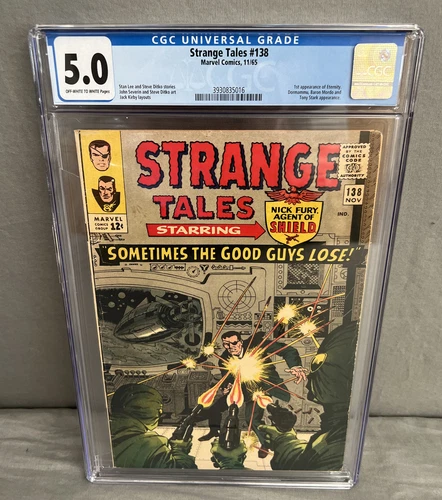 CGC UNIVERSAL GRADE
5.0
OFF-WHITE TO WHITE Pages
Strange Tales #138
Marvel Comics, 11/65
Stan Lee and Steve Ditko stories
John Severin and Steve Ditko art
Jack Kirby layouts
3930835016
1st appearance of Eternity.
Dormammu, Baron Mordo and
Tony Stark appearance.
CGC
MARVEL
COMICS
GROUP
12¢
STRANGE
TALES
STARRING
NICK FURY,
AGENT OF
SHIELD
APPROVED
BY THE
COMICS
CODE
AUTHORITY
138
NOV
IND.
"SOMETIMES THE GOOD GUYS LOSE!"